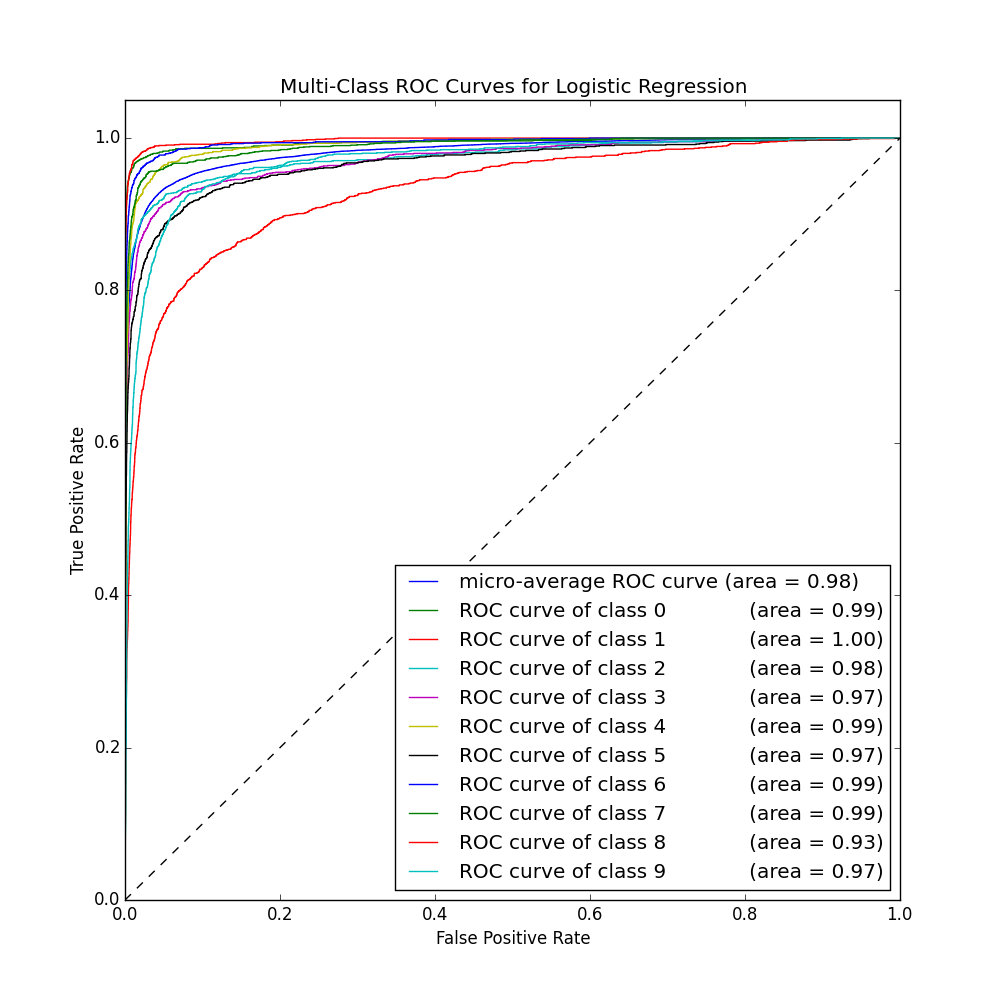 Multi-Class ROC Curves for Logistic Regression
1.0
0.8
0.6
0.4
0.2
0.0
True Positive Rate
micro-average ROC curve (area = 0.98)
ROC curve of class 0 (area = 0.99)
ROC curve of class 1 (area = 1.00)
ROC curve of class 2 (area = 0.98)
ROC curve of class 3 (area = 0.97)
ROC curve of class 4 (area = 0.99)
ROC curve of class 5 (area = 0.97)
ROC curve of class 6 (area = 0.99)
ROC curve of class 7 (area = 0.99)
ROC curve of class 8 (area = 0.93)
ROC curve of class 9 (area = 0.97)
0.0 0.2 0.4 0.6 0.8 1.0
False Positive Rate